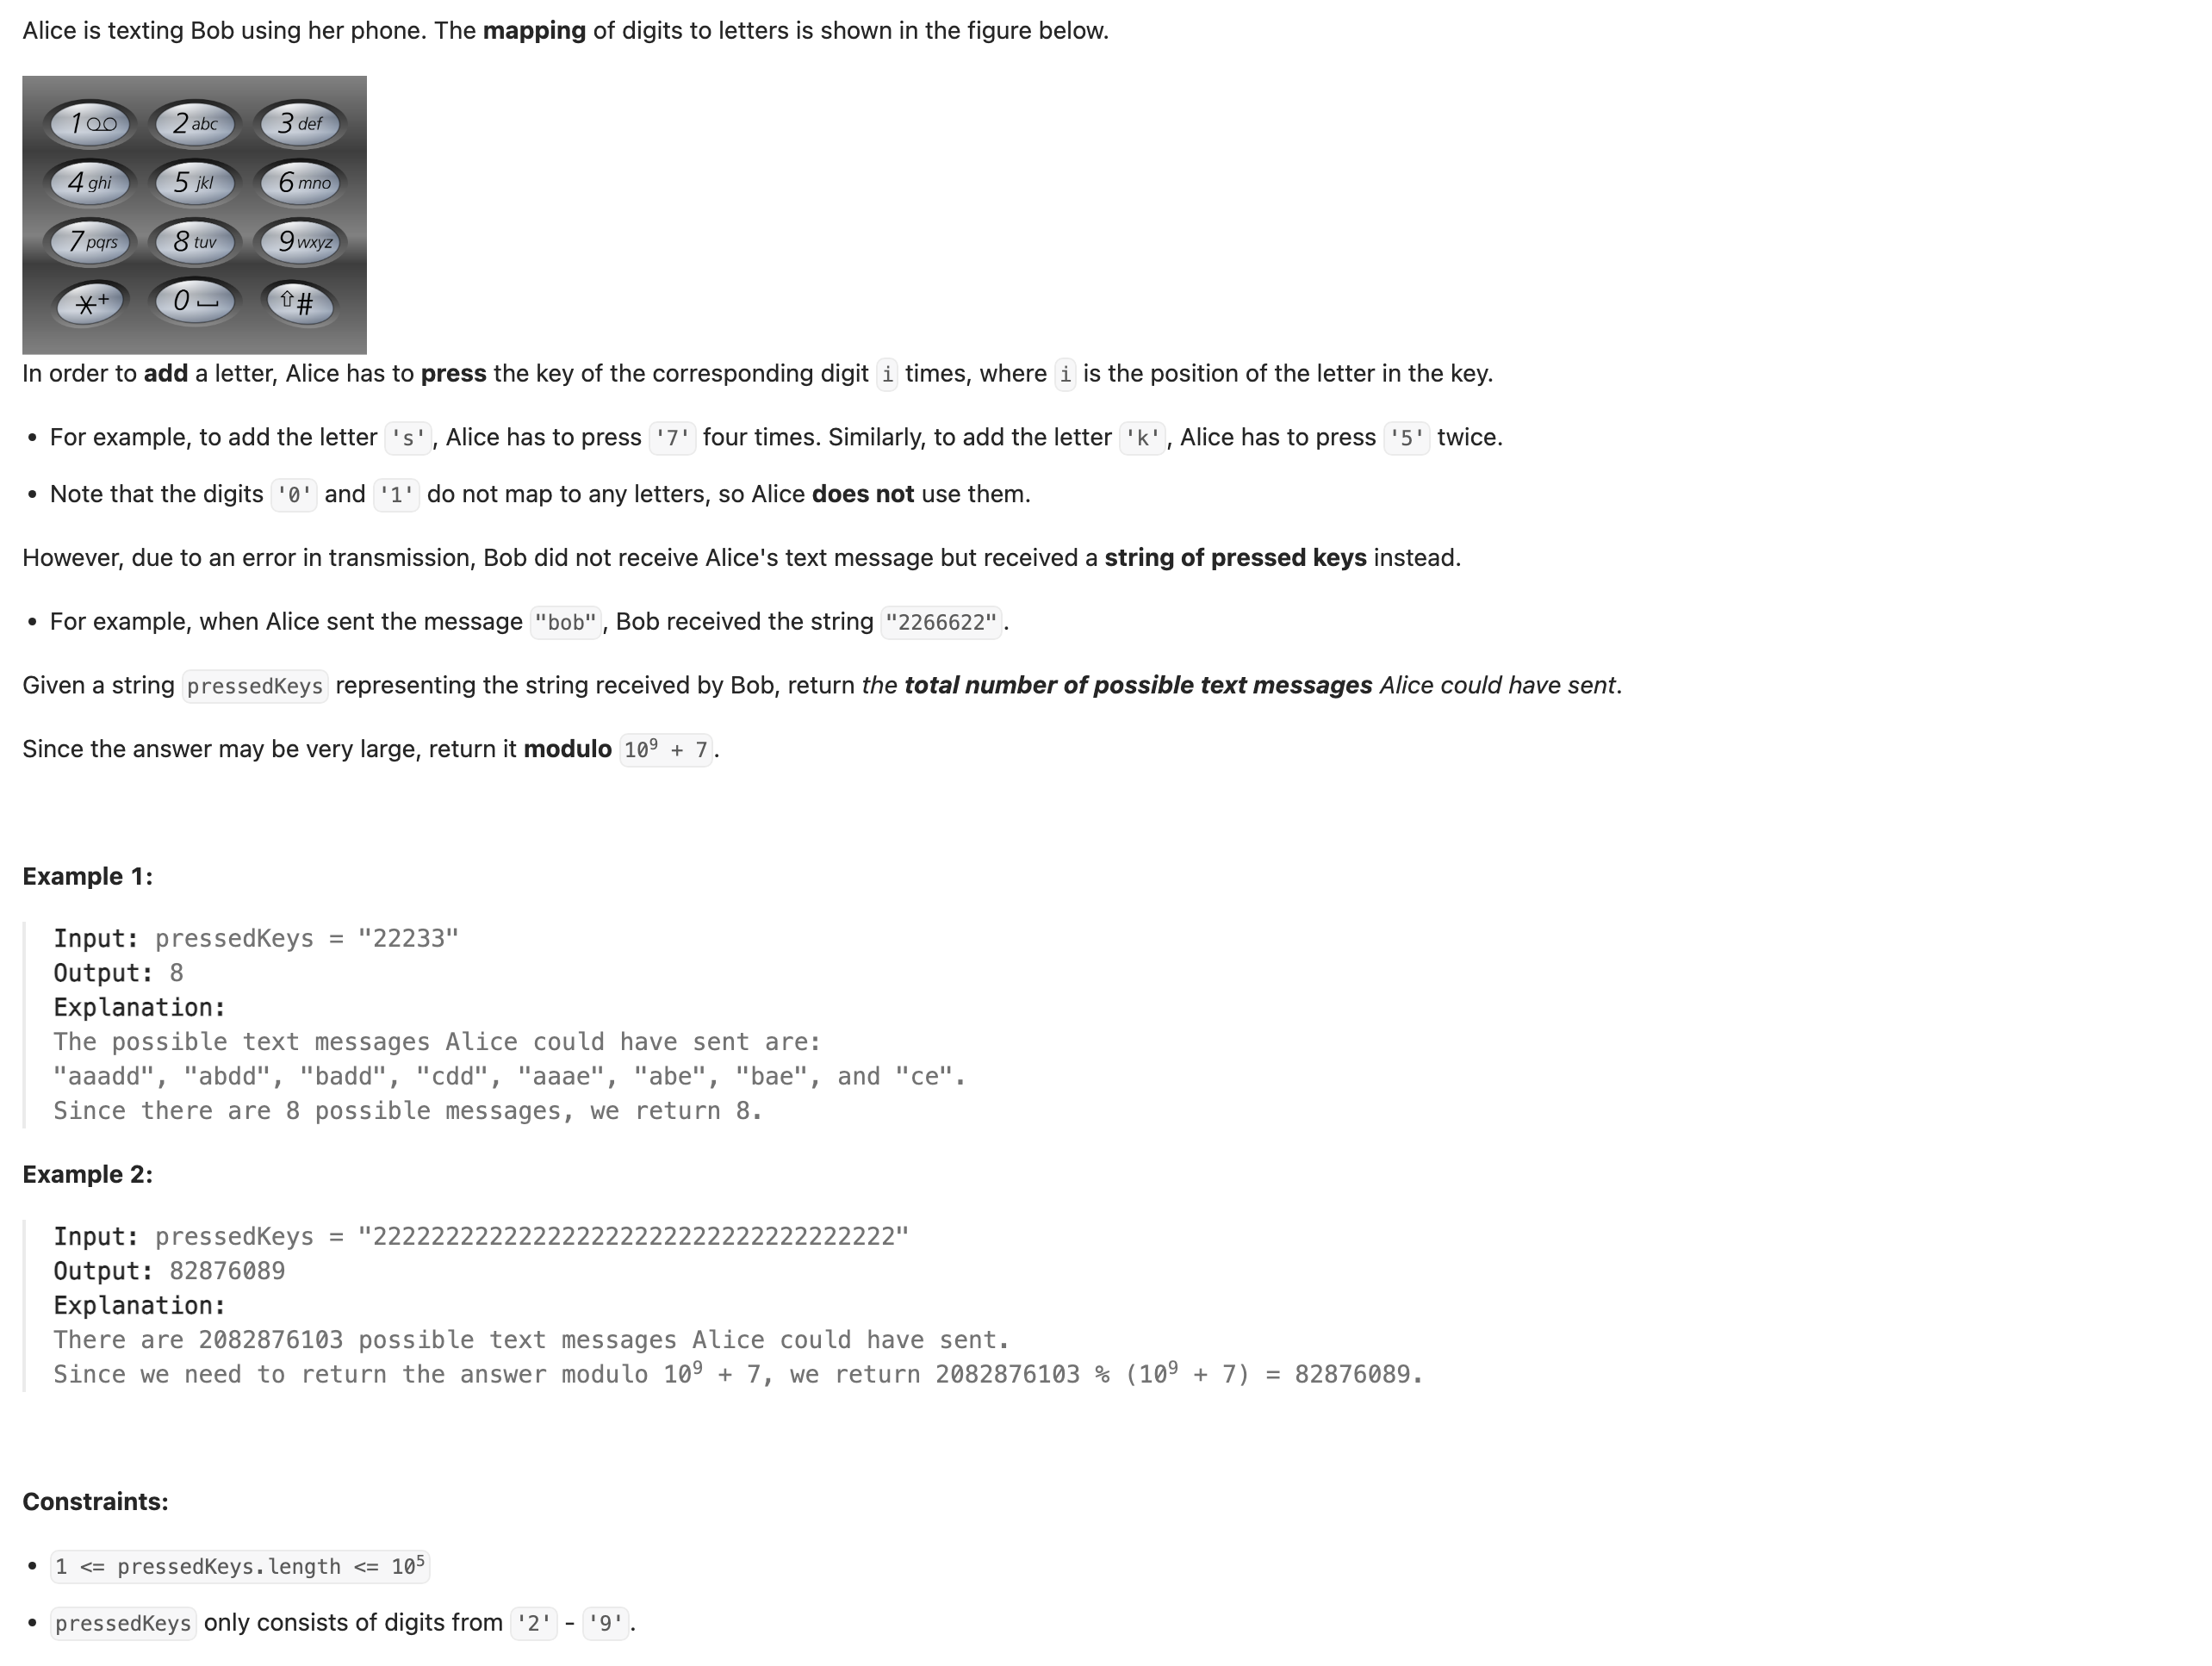 Alice is texting Bob using her phone. The mapping of digits to letters is shown in the figure below.
1 2 abc 3 def
4 ghi 5 jkl 6 mno
7 pqrs 8 tuv 9 wxyz
*+ 0 ⇧#
In order to add a letter, Alice has to press the key of the corresponding digit i times, where i is the position of the letter in the key.
• For example, to add the letter 's', Alice has to press '7' four times. Similarly, to add the letter 'k', Alice has to press '5' twice.
• Note that the digits '0' and '1' do not map to any letters, so Alice does not use them.
However, due to an error in transmission, Bob did not receive Alice's text message but received a string of pressed keys instead.
• For example, when Alice sent the message "bob", Bob received the string "2266622".
Given a string pressedKeys representing the string received by Bob, return the total number of possible text messages Alice could have sent.
Since the answer may be very large, return it modulo 10⁹ + 7.
Example 1:
Input: pressedKeys = "22233"
Output: 8
Explanation:
The possible text messages Alice could have sent are:
"aaadd", "abdd", "badd", "cdd", "aaae", "abe", "bae", and "ce".
Since there are 8 possible messages, we return 8.
Example 2:
Input: pressedKeys = "222222222222222222222222222222222222"
Output: 82876089
Explanation:
There are 2082876103 possible text messages Alice could have sent.
Since we need to return the answer modulo 10⁹ + 7, we return 2082876103 % (10⁹ + 7) = 82876089.
Constraints:
• 1 <= pressedKeys.length <= 10⁵
• pressedKeys only consists of digits from '2' - '9'.